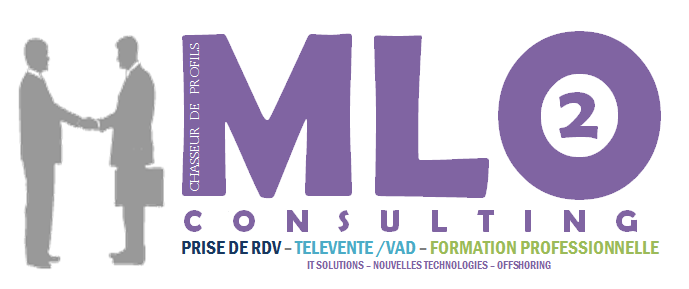 CHASSEUR DE PROFILS
MLO
2
CONSULTING
PRISE DE RDV – TELEVENTE /VAD – FORMATION PROFESSIONNELLE
IT SOLUTIONS – NOUVELLES TECHNOLOGIES – OFFSHORING